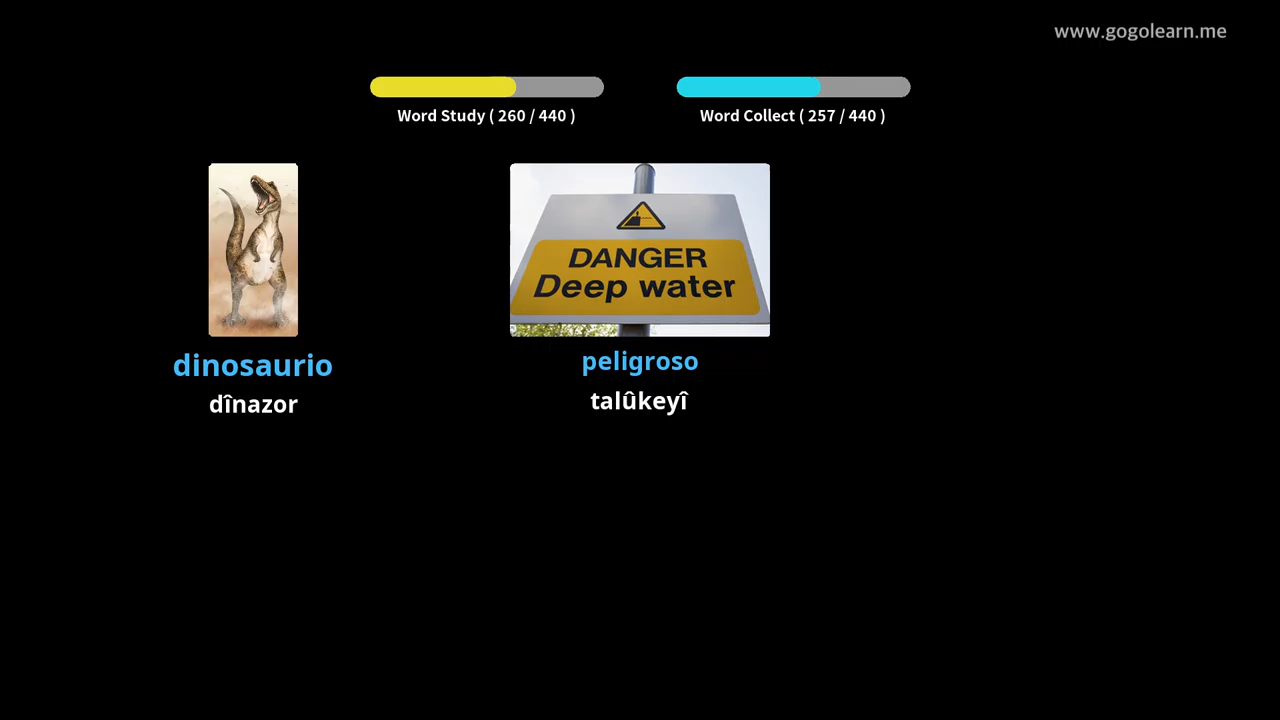 www.gogolearn.me
Word Study ( 260 / 440 )
Word Collect ( 257 / 440 )
DANGER
Deep water
dinosaurio
dînazor
peligroso
talûkeyî